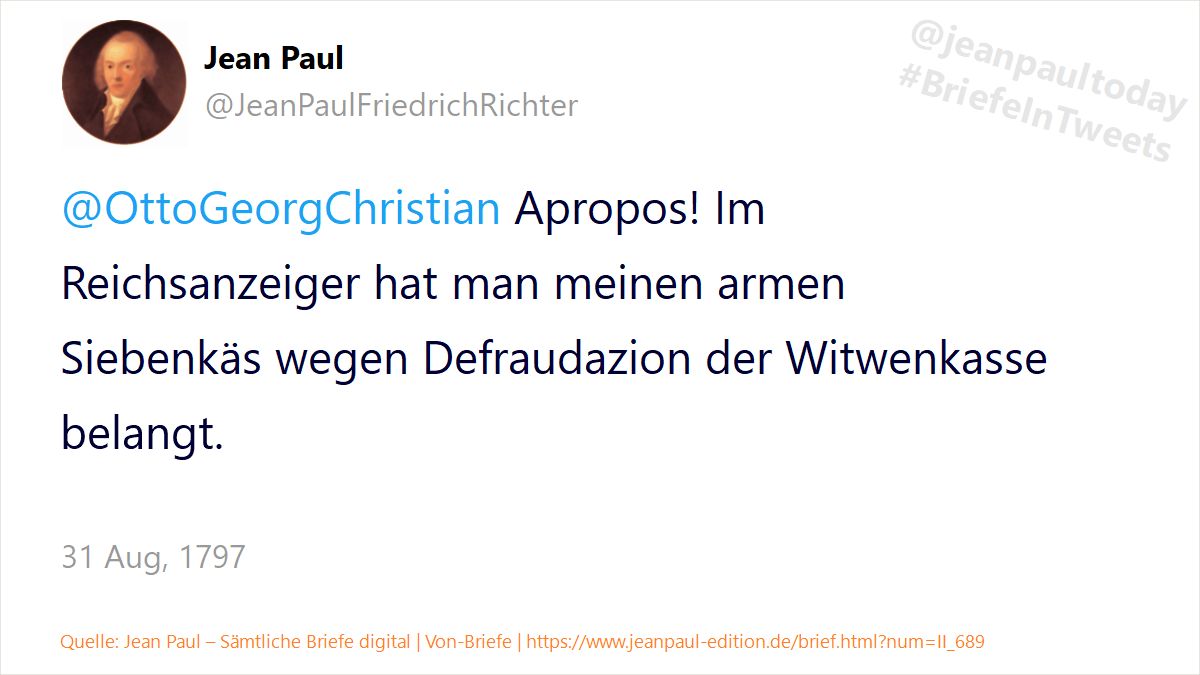 Jean Paul
@JeanPaulFriedrichRichter
@jeanpaultoday
#BriefeInTweets
@OttoGeorgChristian Apropos! Im
Reichsanzeiger hat man meinen armen
Siebenkäs wegen Defraudazion der Witwenkasse
belangt.
31 Aug, 1797
Quelle: Jean Paul – Sämtliche Briefe digital | Von-Briefe | https://www.jeanpaul-edition.de/brief.html?num=II_689